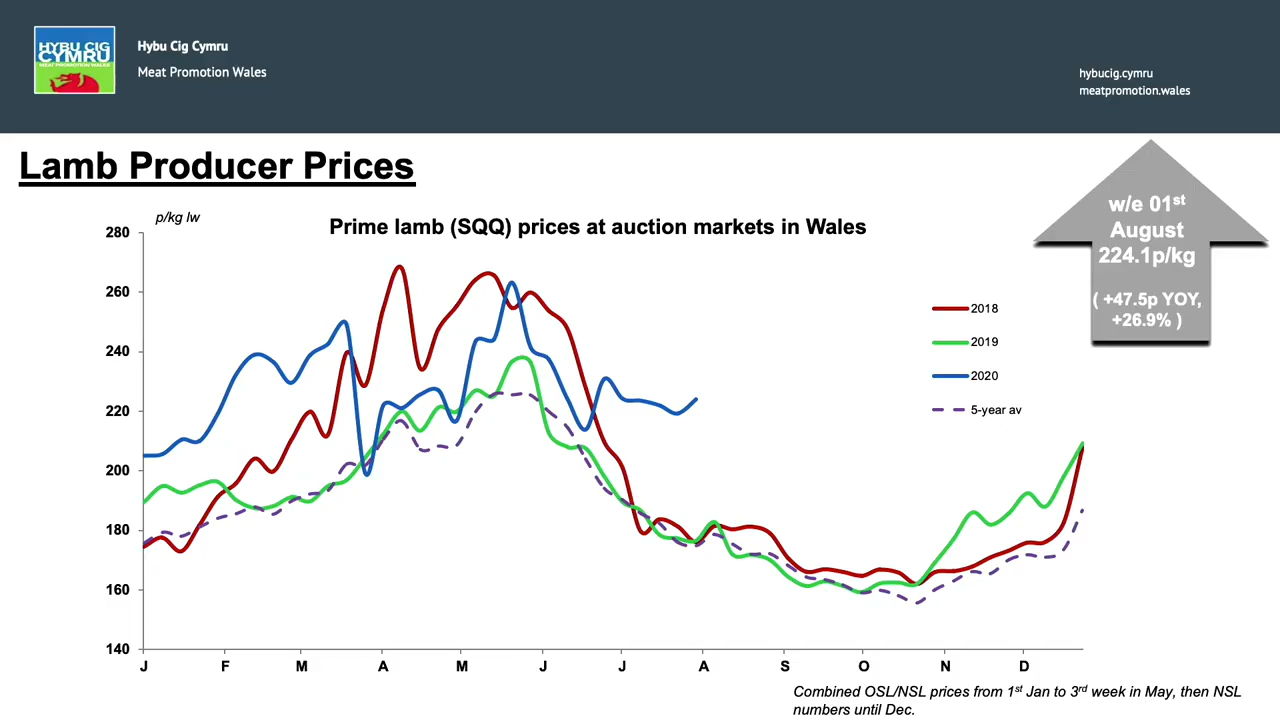 HYBU CIG
CYMRU
MEAT PROMOTION WALES
Hybu Cig Cymru
Meat Promotion Wales
hybucig.cymru
meatpromotion.wales
Lamb Producer Prices
w/e 01st
August
224.1p/kg
( +47.5p YOY,
+26.9% )
p/kg lw
Prime lamb (SQQ) prices at auction markets in Wales
280
260
240
220
200
180
160
140
J F M A M J J A S O N D
2018
2019
2020
5-year av
Combined OSL/NSL prices from 1st Jan to 3rd week in May, then NSL
numbers until Dec.